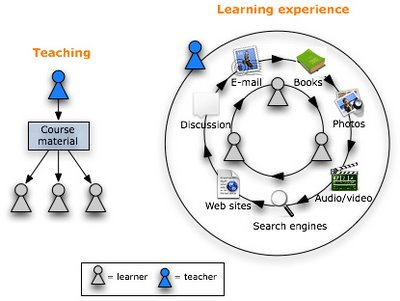 Learning experience
Teaching
E-mail
Books
Course
material
Discussion
Photos
Web sites
Audio/video
Search engines
= learner
= teacher